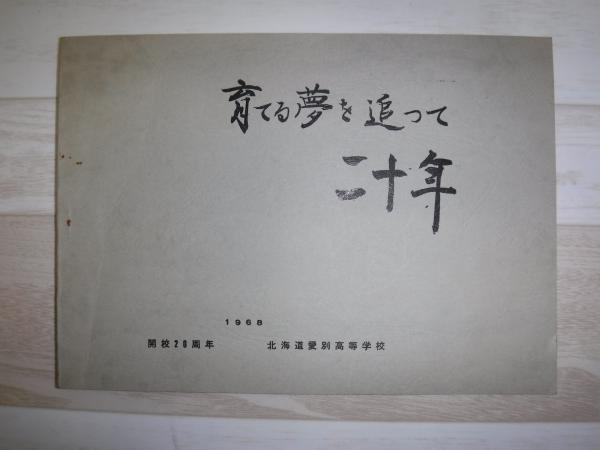 育てる夢を追って
二十年
1968
開校20周年 北海道愛別高等学校